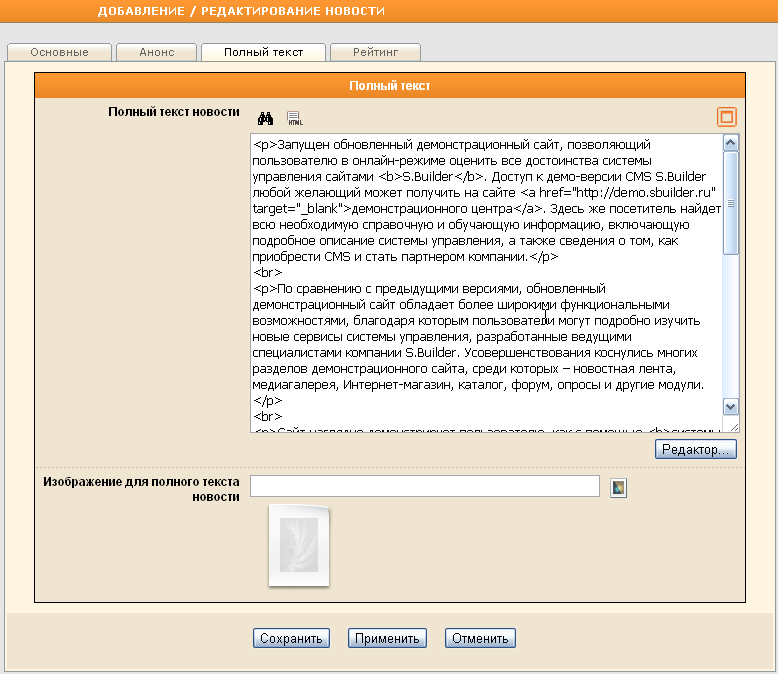 ДОБАВЛЕНИЕ / РЕДАКТИРОВАНИЕ НОВОСТИ
Основные Анонс Полный текст Рейтинг
Полный текст
Полный текст новости
HTML
<p>Запущен обновленный демонстрационный сайт, позволяющий
пользователю в онлайн-режиме оценить все достоинства системы
управления сайтами <b>S.Builder</b>. Доступ к демо-версии CMS S.Builder
любой желающий может получить на сайте <a href="http://demo.sbuilder.ru"
target="_blank">демонстрационного центра</a>. Здесь же посетитель найдет
всю необходимую справочную и обучающую информацию, включающую
подробное описание системы управления, а также сведения о том, как
приобрести CMS и стать партнером компании.</p>
<br>
<p>По сравнению с предыдущими версиями, обновленный
демонстрационный сайт обладает более широкими функциональными
возможностями, благодаря которым пользователи могут подробно изучить
новые сервисы системы управления, разработанные ведущими
специалистами компании S.Builder. Усовершенствования коснулись многих
разделов демонстрационного сайта, среди которых – новостная лента,
медиагалерея, Интернет-магазин, каталог, форум, опросы и другие модули.
</p>
<br>
<p>Сайт наглядно демонстрирует пользователю, как с помощью <b>системы
Редактор...
Изображение для полного текста
новости
Сохранить Применить Отменить